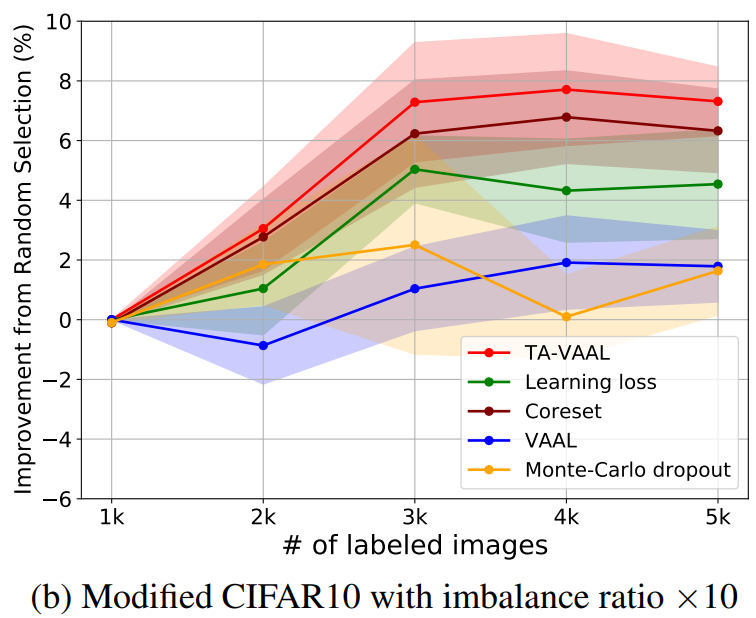 Improvement from Random Selection (%)
10
8
6
4
2
0
−2
−4
−6
1k 2k 3k 4k 5k
# of labeled images
TA-VAAL
Learning loss
Coreset
VAAL
Monte-Carlo dropout
(b) Modified CIFAR10 with imbalance ratio ×10